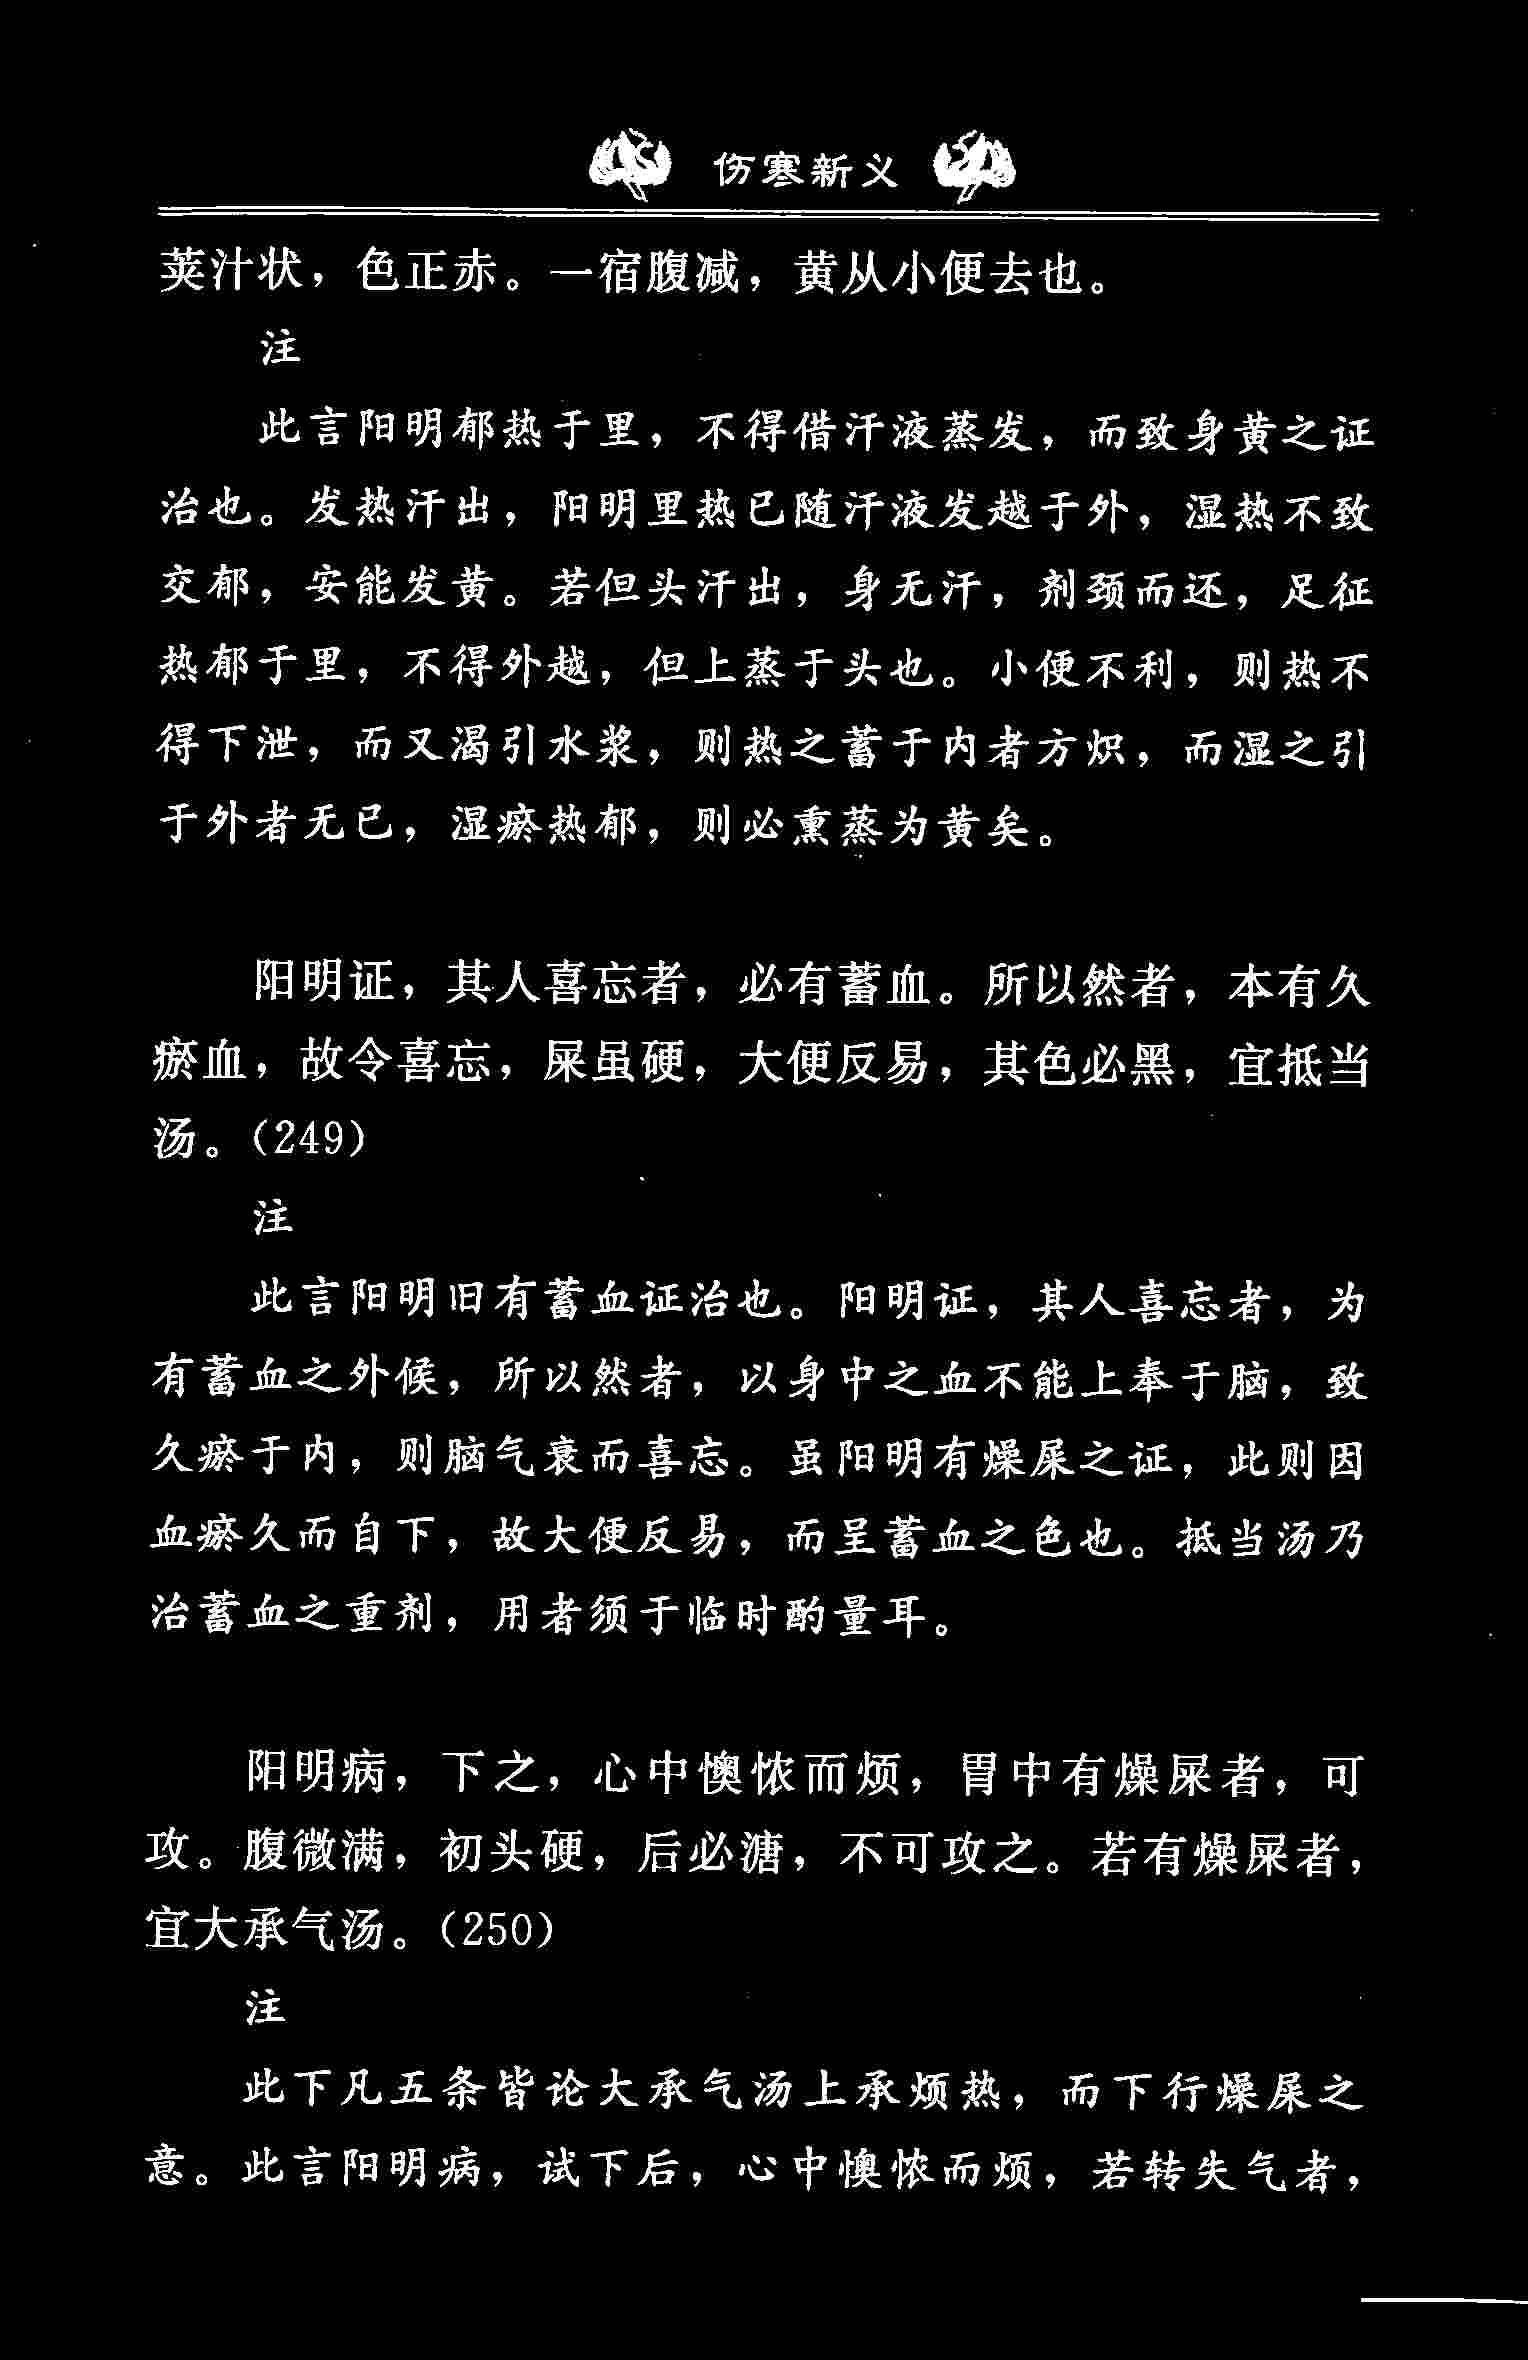 伤寒新义
荚汁状，色正赤。一宿腹减，黄从小便去也。
注
此言阳明郁热于里，不得借汗液蒸发，而致身黄之证
治也。发热汗出，阳明里热已随汗液发越于外，湿热不致
交郁，安能发黄。若但头汗出，身无汗，剂颈而还，足征
热郁于里，不得外越，但上蒸于头也。小便不利，则热不
得下泄，而又渴引水浆，则热之蓄于内者方炽，而湿之引
于外者无已，湿瘀热郁，则必熏蒸为黄矣。
阳明证，其人喜忘者，必有蓄血。所以然者，本有久
瘀血，故令喜忘，屎虽硬，大便反易，其色必黑，宜抵当
汤。（249）
注
此言阳明旧有蓄血证治也。阳明证，其人喜忘者，为
有蓄血之外候，所以然者，以身中之血不能上奉于脑，致
久瘀于内，则脑气衰而喜忘。虽阳明有燥屎之证，此则因
血瘀久而自下，故大便反易，而呈蓄血之色也。抵当汤乃
治蓄血之重剂，用者须于临时酌量耳。
阳明病，下之，心中懊侬而烦，胃中有燥屎者，可
攻。腹微满，初头硬，后必溏，不可攻之。若有燥屎者，
宜大承气汤。（250）
注
此下凡五条皆论大承气汤上承烦热，而下行燥屎之
意。此言阳明病，试下后，心中懊侬而烦，若转失气者，